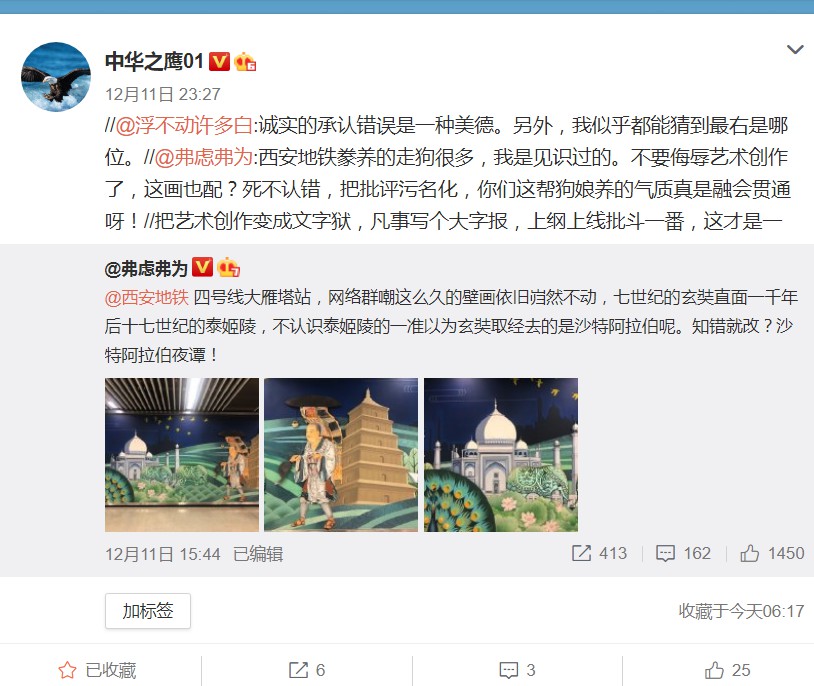 中华之鹰01
12月11日 23:27
//@浮不动许多白:诚实的承认错误是一种美德。另外，我似乎都能猜到最右是哪
位。//@弗虑弗为:西安地铁豢养的走狗很多，我是见识过的。不要侮辱艺术创作
了，这画也配？死不认错，把批评污名化，你们这帮狗娘养的气质真是融会贯通
呀！//把艺术创作变成文字狱，凡事写个大字报，上纲上线批斗一番，这才是一
@弗虑弗为
@西安地铁 四号线大雁塔站，网络群嘲这么久的壁画依旧岿然不动，七世纪的玄奘直面一千年
后十七世纪的泰姬陵，不认识泰姬陵的一准以为玄奘取经去的是沙特阿拉伯呢。知错就改？沙
特阿拉伯夜谭！
12月11日 15:44 已编辑
413 162 1450
加标签
收藏于今天06:17
已收藏 6 3 25